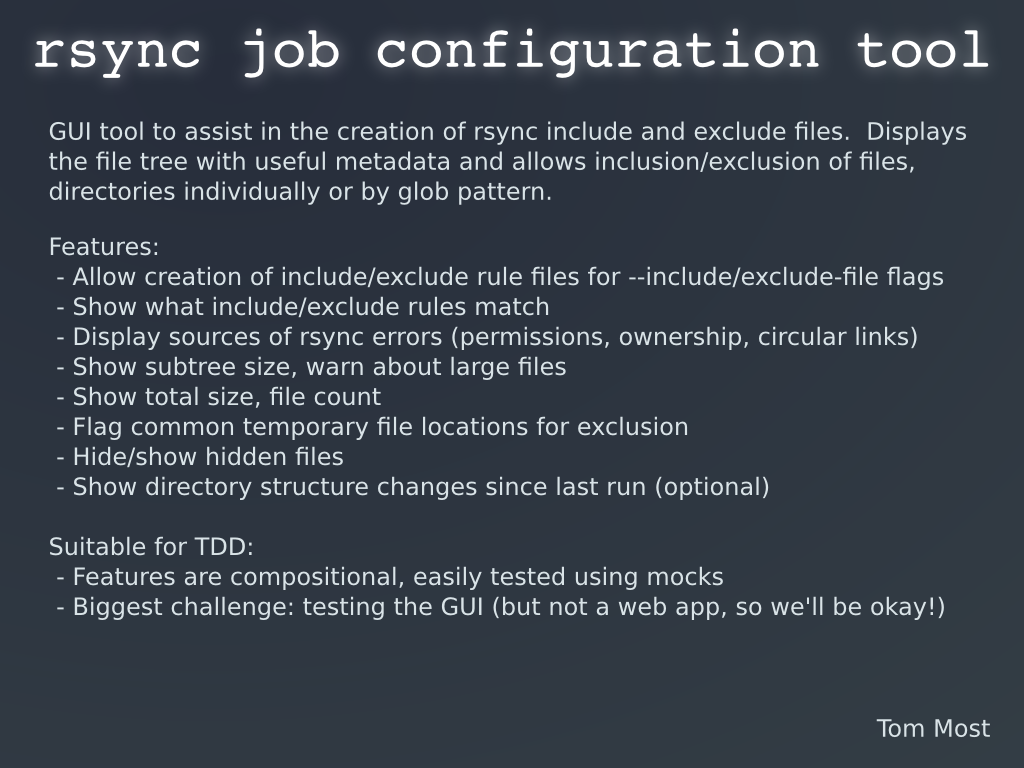 rsync job configuration tool
GUI tool to assist in the creation of rsync include and exclude files.  Displays
the file tree with useful metadata and allows inclusion/exclusion of files,
directories individually or by glob pattern.
Features:
- Allow creation of include/exclude rule files for --include/exclude-file flags
- Show what include/exclude rules match
- Display sources of rsync errors (permissions, ownership, circular links)
- Show subtree size, warn about large files
- Show total size, file count
- Flag common temporary file locations for exclusion
- Hide/show hidden files
- Show directory structure changes since last run (optional)
Suitable for TDD:
- Features are compositional, easily tested using mocks
- Biggest challenge: testing the GUI (but not a web app, so we'll be okay!)
Tom Most